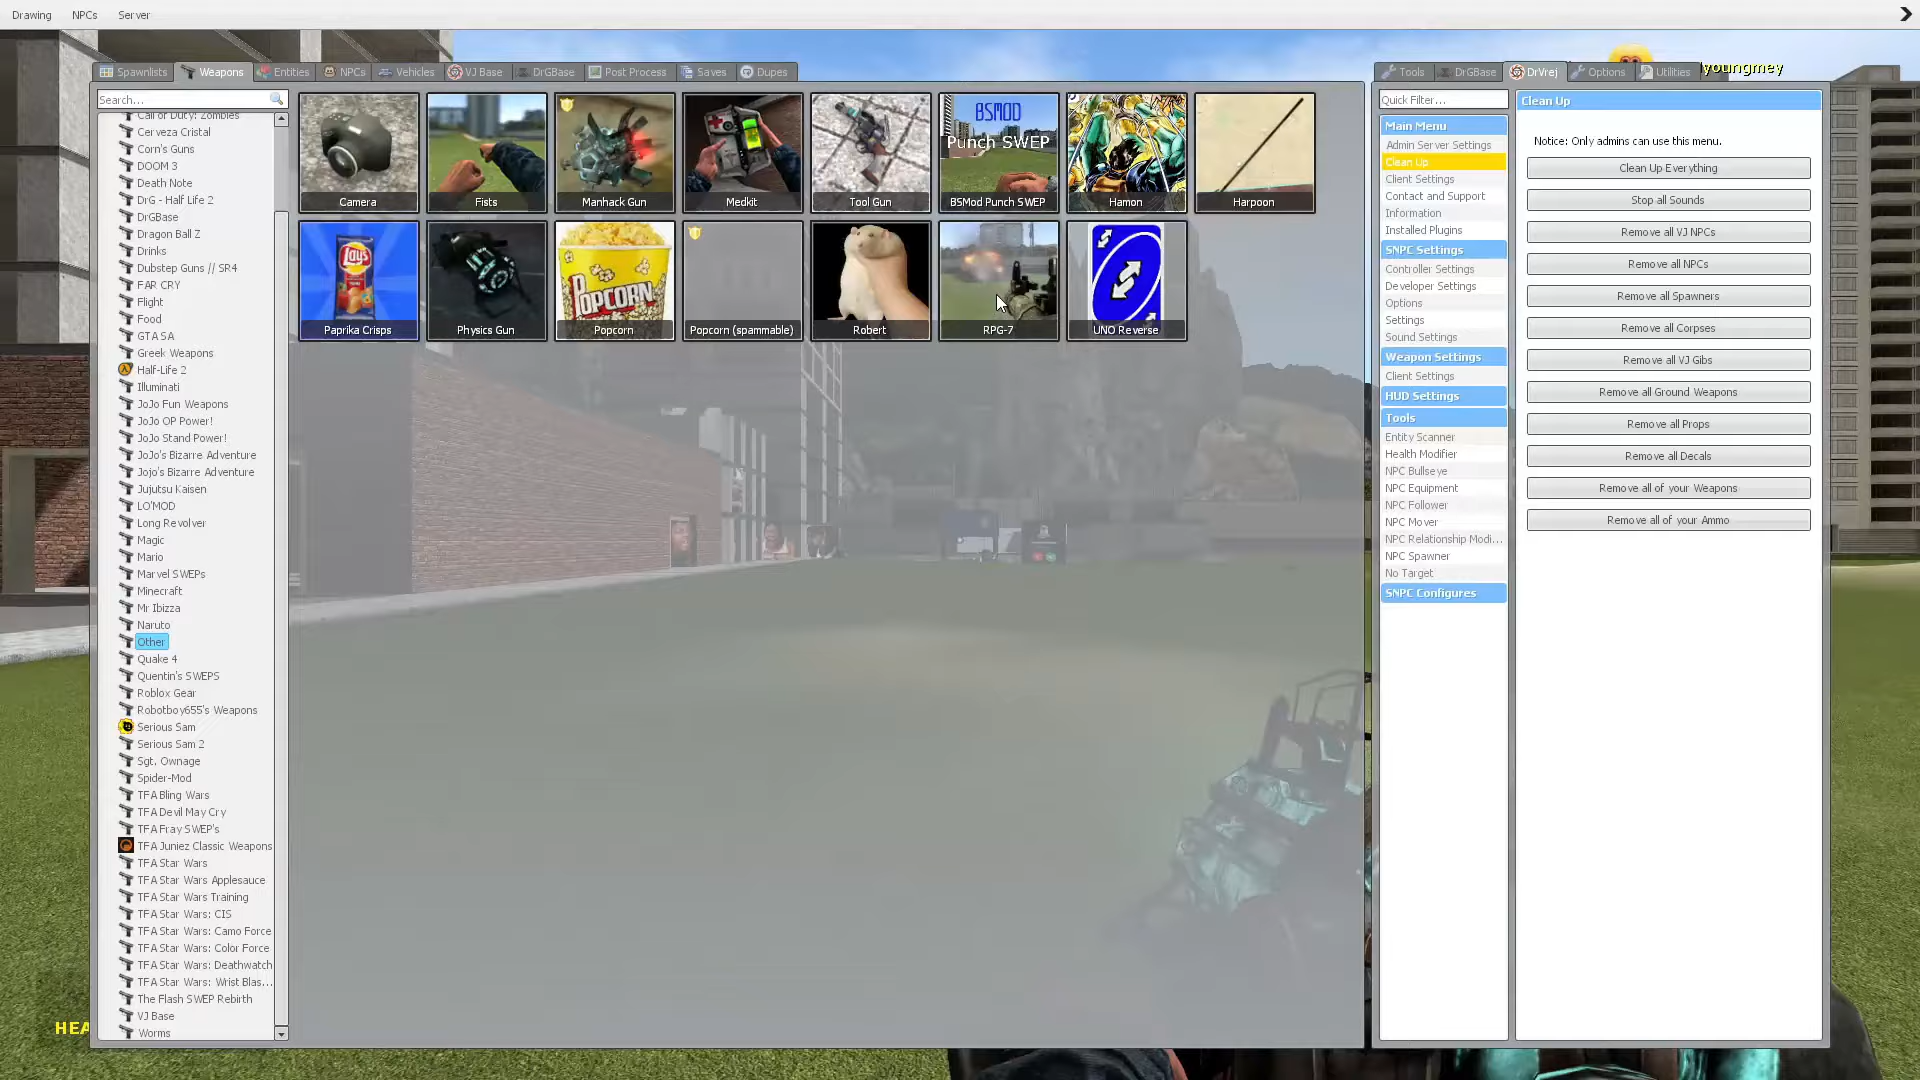 Drawing NPCs Server
youngmey
Spawnlists Weapons Entities NPCs Vehicles VJ Base DrGBase Post Process Saves Dupes
Tools DrGBase DrVrej Options Utilities
Search...
Call of Duty: Zombies
Cerveza Cristal
Corn's Guns
DOOM 3
Death Note
DrG - Half Life 2
DrGBase
Dragon Ball Z
Drinks
Dubstep Guns // SR4
FAR CRY
Flight
Food
GTA SA
Greek Weapons
Half-Life 2
Illuminati
JoJo Fun Weapons
JoJo OP Power!
JoJo Stand Power!
JoJo's Bizarre Adventure
Jojo's Bizarre Adventure
Jujutsu Kaisen
LO'MOD
Long Revolver
Magic
Mario
Marvel SWEPs
Minecraft
Mr Ibizza
Naruto
Other
Quake 4
Quentin's SWEPS
Roblox Gear
Robotboy655's Weapons
Serious Sam
Serious Sam 2
Sgt. Ownage
Spider-Mod
TFA Bling Wars
TFA Devil May Cry
TFA Fray SWEP's
TFA Juniez Classic Weapons
TFA Star Wars
TFA Star Wars Applesauce
TFA Star Wars Training
TFA Star Wars: CIS
TFA Star Wars: Camo Force
TFA Star Wars: Color Force
TFA Star Wars: Deathwatch
TFA Star Wars: Wrist Blas...
The Flash SWEP Rebirth
VJ Base
Worms
BSMOD
Punch SWEP
Camera Fists Manhack Gun Medkit Tool Gun BSMod Punch SWEP Hamon Harpoon
Lay's
POPCORN
Paprika Crisps Physics Gun Popcorn Popcorn (spammable) Robert RPG-7 UNO Reverse
Quick Filter...
Main Menu
Admin Server Settings
Clean Up
Client Settings
Contact and Support
Information
Installed Plugins
SNPC Settings
Controller Settings
Developer Settings
Options
Settings
Sound Settings
Weapon Settings
Client Settings
HUD Settings
Tools
Entity Scanner
Health Modifier
NPC Bullseye
NPC Equipment
NPC Follower
NPC Mover
NPC Relationship Modi...
NPC Spawner
No Target
SNPC Configures
Clean Up
Notice: Only admins can use this menu.
Clean Up Everything
Stop all Sounds
Remove all VJ NPCs
Remove all NPCs
Remove all Spawners
Remove all Corpses
Remove all VJ Gibs
Remove all Ground Weapons
Remove all Props
Remove all Decals
Remove all of your Weapons
Remove all of your Ammo
HEA